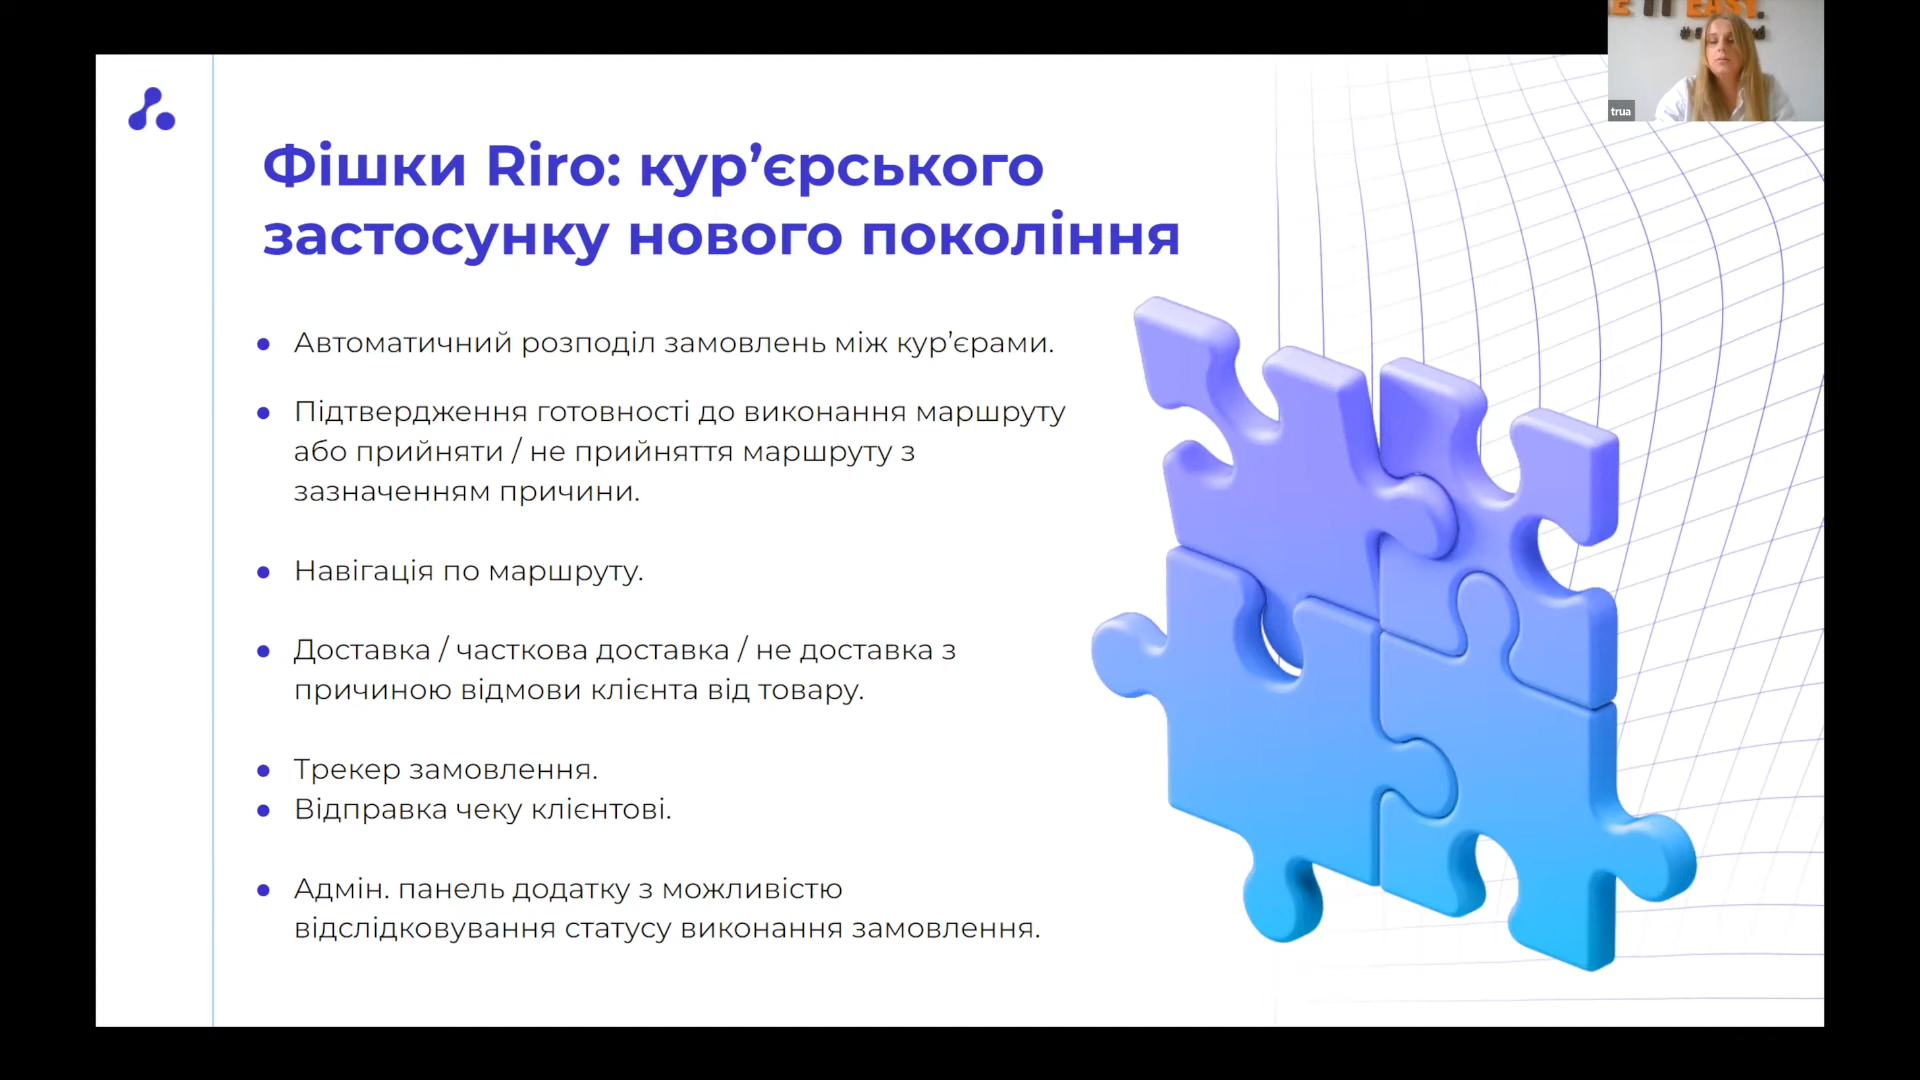 EASY.
trua
Фішки Riro: кур’єрського
застосунку нового покоління
Автоматичний розподіл замовлень між кур’єрами.
Підтвердження готовності до виконання маршруту
або прийняти / не прийняття маршруту з
зазначенням причини.
Навігація по маршруту.
Доставка / часткова доставка / не доставка з
причиною відмови клієнта від товару.
Трекер замовлення.
Відправка чеку клієнтові.
Адмін. панель додатку з можливістю
відслідковування статусу виконання замовлення.